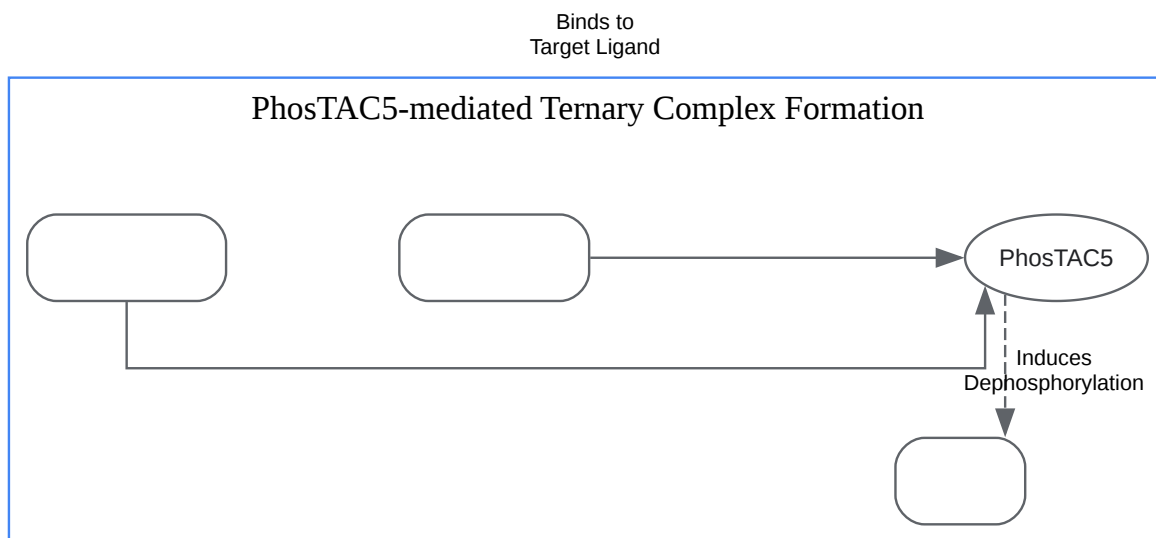 Binds to
Target Ligand
PhosTAC5-mediated Ternary Complex Formation
PhosTAC5
Induces
Dephosphorylation